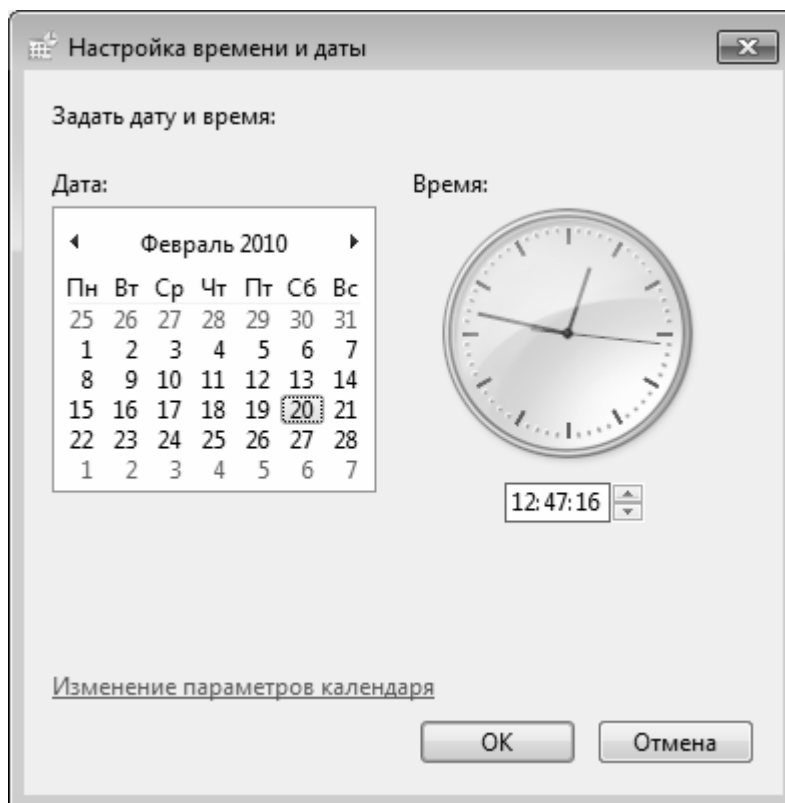 Настройка времени и даты
Задать дату и время:
Дата:
Время:
Февраль 2010
Пн Вт Ср Чт Пт Сб Вс
25 26 27 28 29 30 31
1 2 3 4 5 6 7
8 9 10 11 12 13 14
15 16 17 18 19 20 21
22 23 24 25 26 27 28
1 2 3 4 5 6 7
12:47:16
Изменение параметров календаря
ОК
Отмена